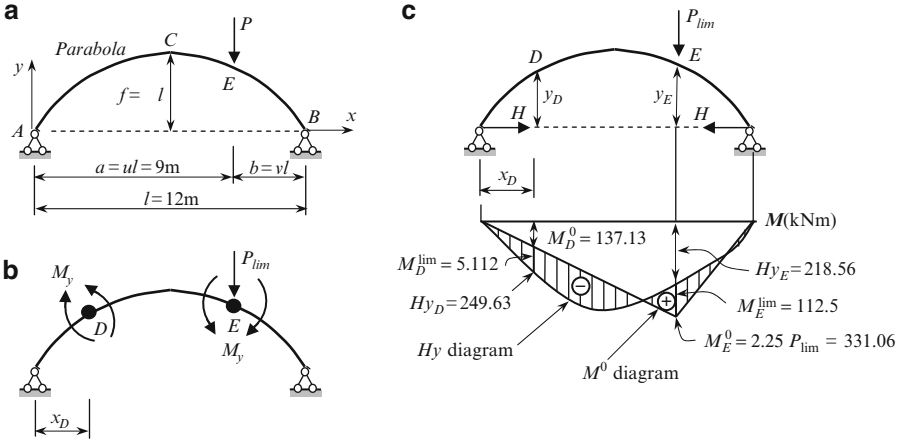 a
P
Parabola
C
y
E
f = l
A
B
x
a = ul = 9m
b = vl
l = 12m
b
M_y
P_lim
D
E
M_y
x_D
c
P_lim
D
E
y_D
y_E
H
H
x_D
M(kNm)
M_D^0 = 137.13
M_D^lim = 5.112
Hy_E = 218.56
Hy_D = 249.63
M_E^lim = 112.5
M_E^0 = 2.25 P_lim = 331.06
Hy diagram
M^0 diagram